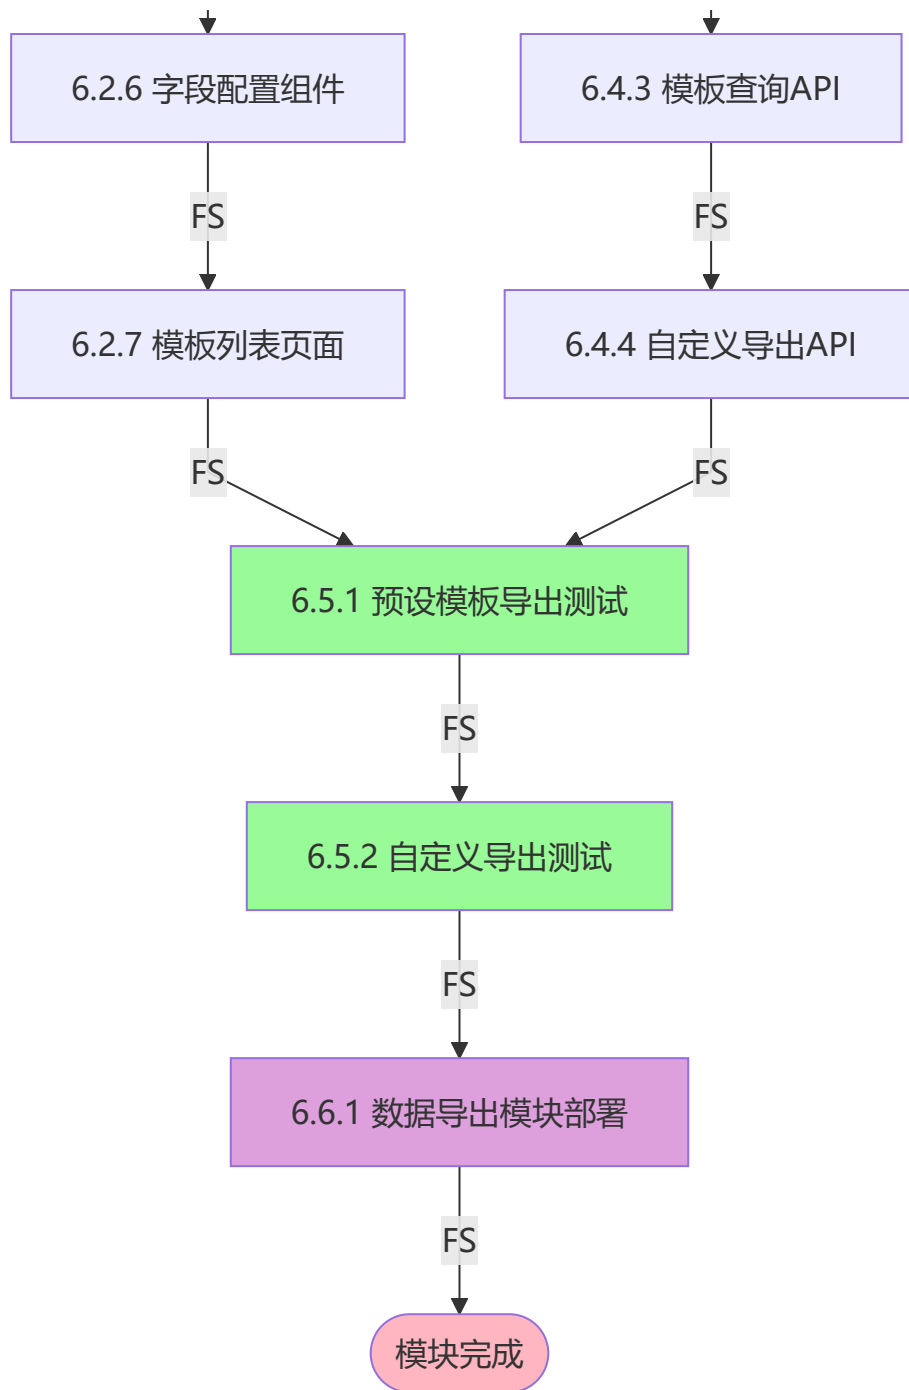 6.2.6 字段配置组件
6.4.3 模板查询API
FS
FS
6.2.7 模板列表页面
6.4.4 自定义导出API
FS
FS
6.5.1 预设模板导出测试
FS
6.5.2 自定义导出测试
FS
6.6.1 数据导出模块部署
FS
模块完成